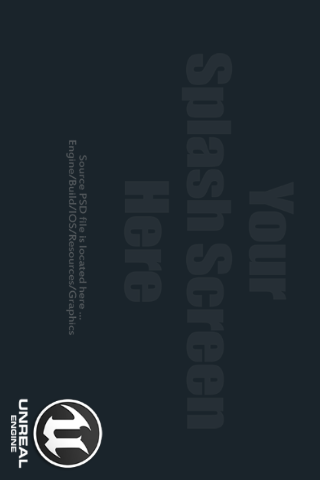 Your
Splash Screen
Here
Source PSD file is located here ...
Engine/Build/IOS/Resources/Graphics
UNREAL
ENGINE